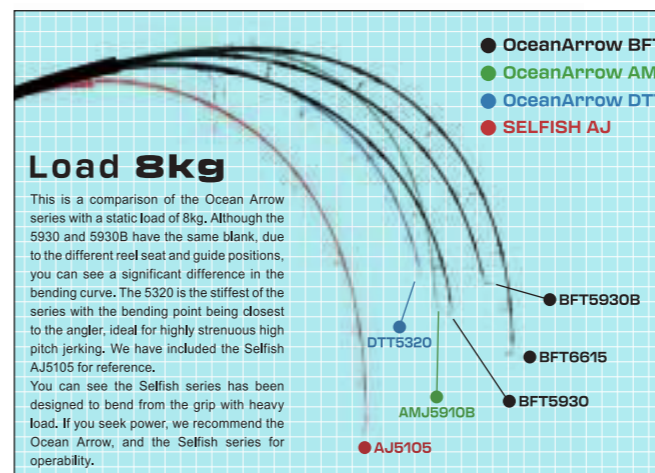 OceanArrow BFT
OceanArrow AM
OceanArrow DT
SELFISH AJ
Load 8kg
This is a comparison of the Ocean Arrow
series with a static load of 8kg. Although the
5930 and 5930B have the same blank, due
to the different reel seat and guide positions,
you can see a significant difference in the
bending curve. The 5320 is the stiffest of the
series with the bending point being closest
to the angler, ideal for highly strenuous high
pitch jerking. We have included the Selfish
AJ5105 for reference.
You can see the Selfish series has been
designed to bend from the grip with heavy
load. If you seek power, we recommend the
Ocean Arrow, and the Selfish series for
operability.
BFT5930B
DTT5320
BFT6615
AMJ5910B
BFT5930
AJ5105